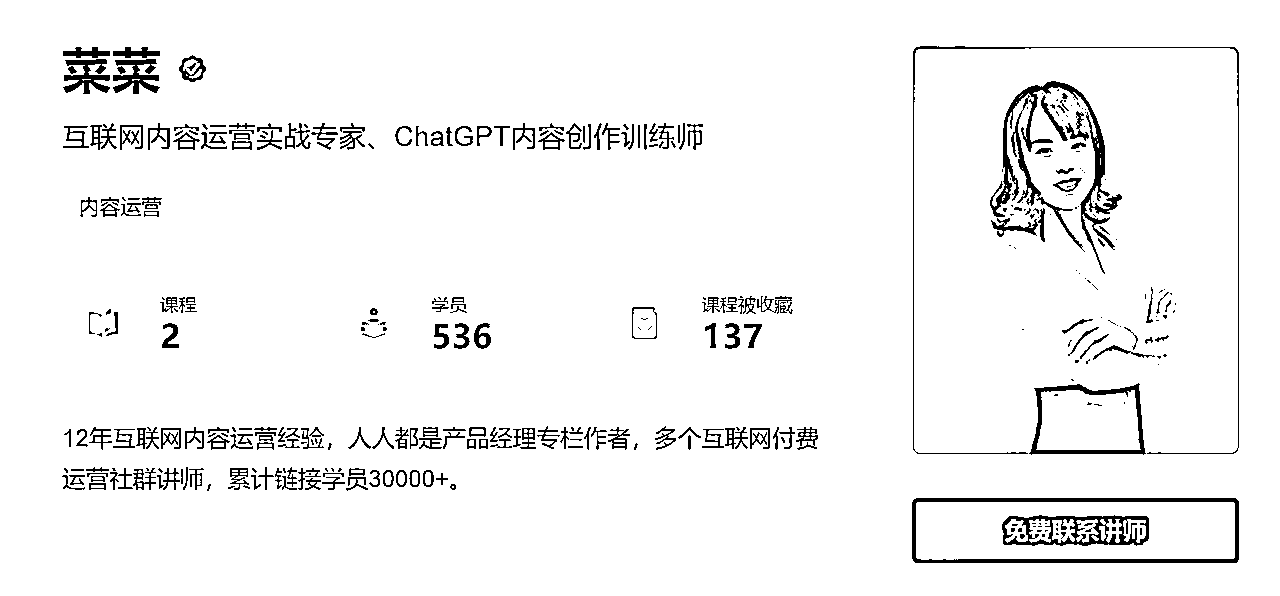 菜菜
互联网内容运营实战专家、ChatGPT内容创作训练师
内容运营
课程
2
学员
536
课程被收藏
137
12年互联网内容运营经验，人人都是产品经理专栏作者，多个互联网付费
运营社群讲师，累计链接学员30000+。
免费联系讲师